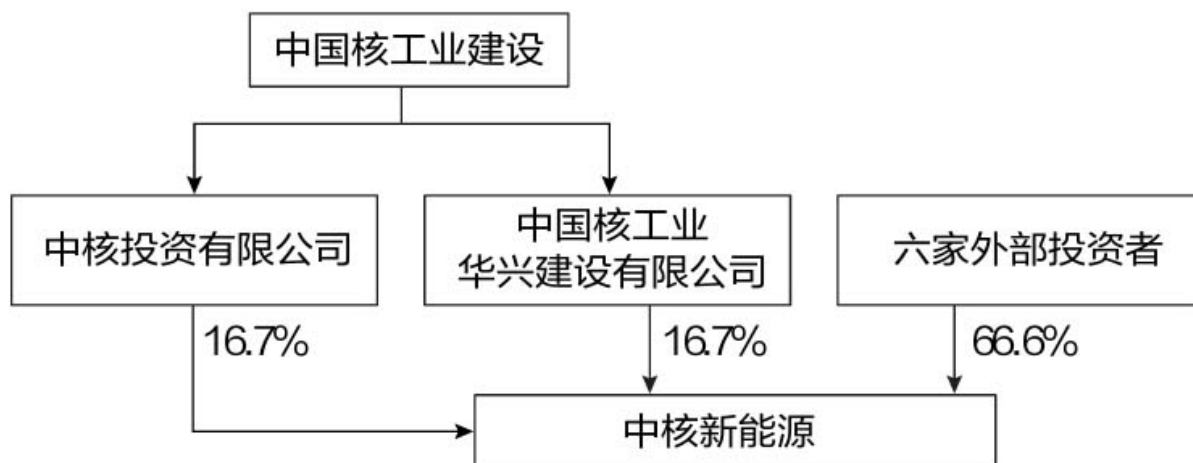 中国核工业建设
中核投资有限公司
中国核工业
华兴建设有限公司
六家外部投资者
16.7%
16.7%
66.6%
中核新能源